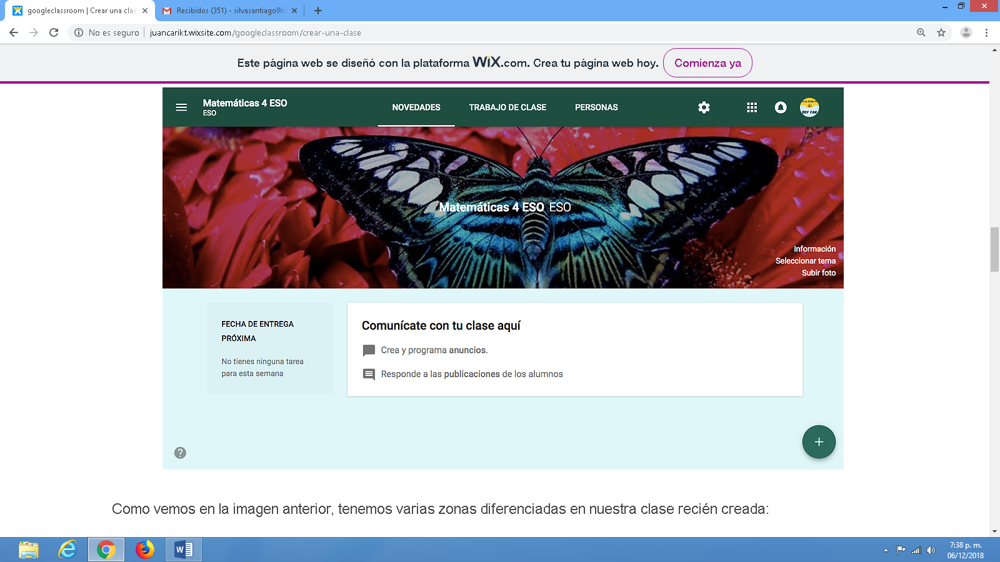 googleclassroom | Crear una clas
Recibidos (351) - silvasantiago96
No es seguro
juancarikt.wixsite.com/googleclassroom/crear-una-clase
Este página web se diseñó con la plataforma WiX.com. Crea tu página web hoy.
Comienza ya
Matemáticas 4 ESO
ESO
NOVEDADES
TRABAJO DE CLASE
PERSONAS
Matemáticas 4 ESO ESO
Información
Seleccionar tema
Subir foto
FECHA DE ENTREGA
PRÓXIMA
No tienes ninguna tarea
para esta semana
Comunícate con tu clase aquí
Crea y programa anuncios.
Responde a las publicaciones de los alumnos
Como vemos en la imagen anterior, tenemos varias zonas diferenciadas en nuestra clase recién creada:
7:38 p. m.
06/12/2018